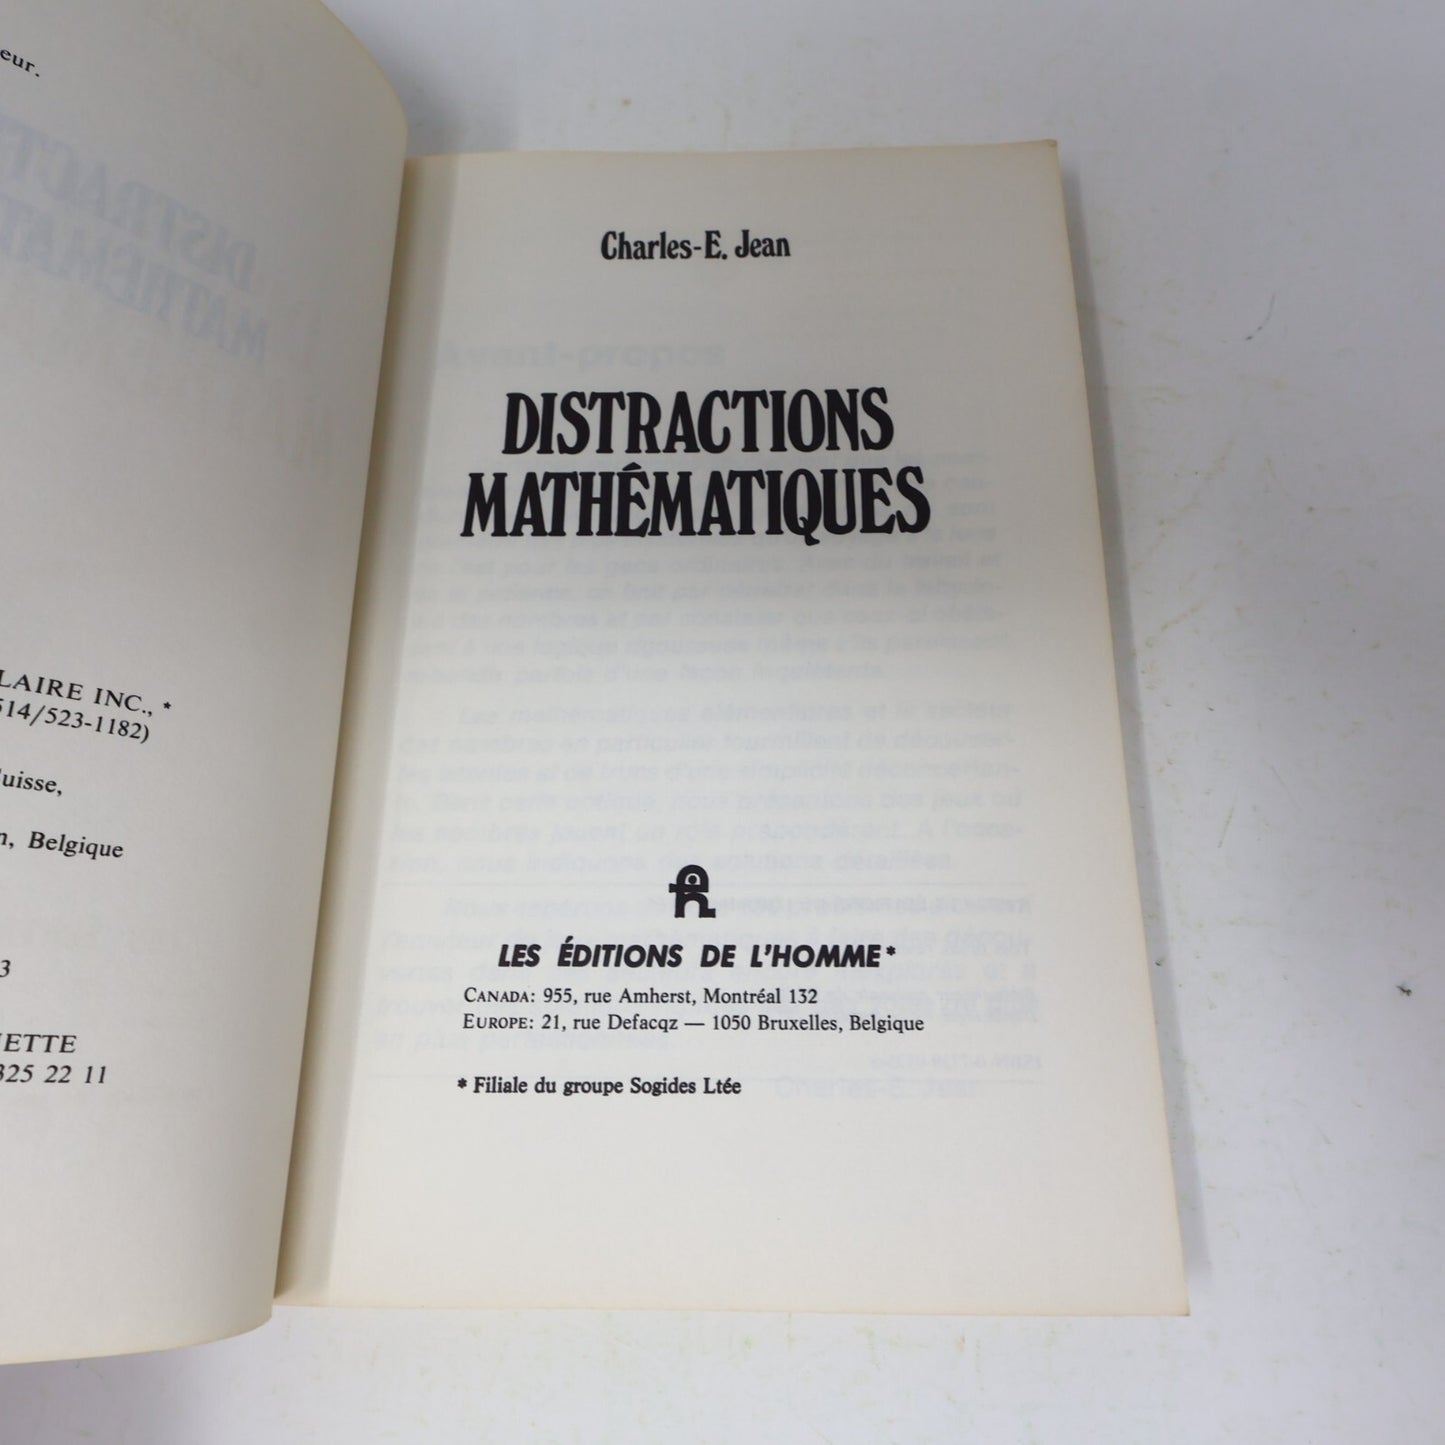 eur.
LAIRE INC., *
514/523-1182)
uisse,
n, Belgique
3
ETTE
325 22 11
Charles-E. Jean
DISTRACTIONS
MATHÉMATIQUES
LES ÉDITIONS DE L'HOMME*
CANADA: 955, rue Amherst, Montréal 132
EUROPE: 21, rue Defacqz — 1050 Bruxelles, Belgique
* Filiale du groupe Sogides Ltée